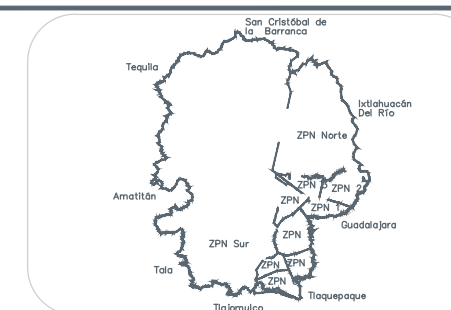 San Cristóbal de
la Barranca
Tequila
Ixtlahuacán
Del Río
ZPN Norte
ZPN
ZPN 2
Amatitán
ZPN
ZPN 1
Guadalajara
ZPN
ZPN Sur
Tala
ZPN
ZPN
ZPN
Tlaquepaque
Tlajomulco